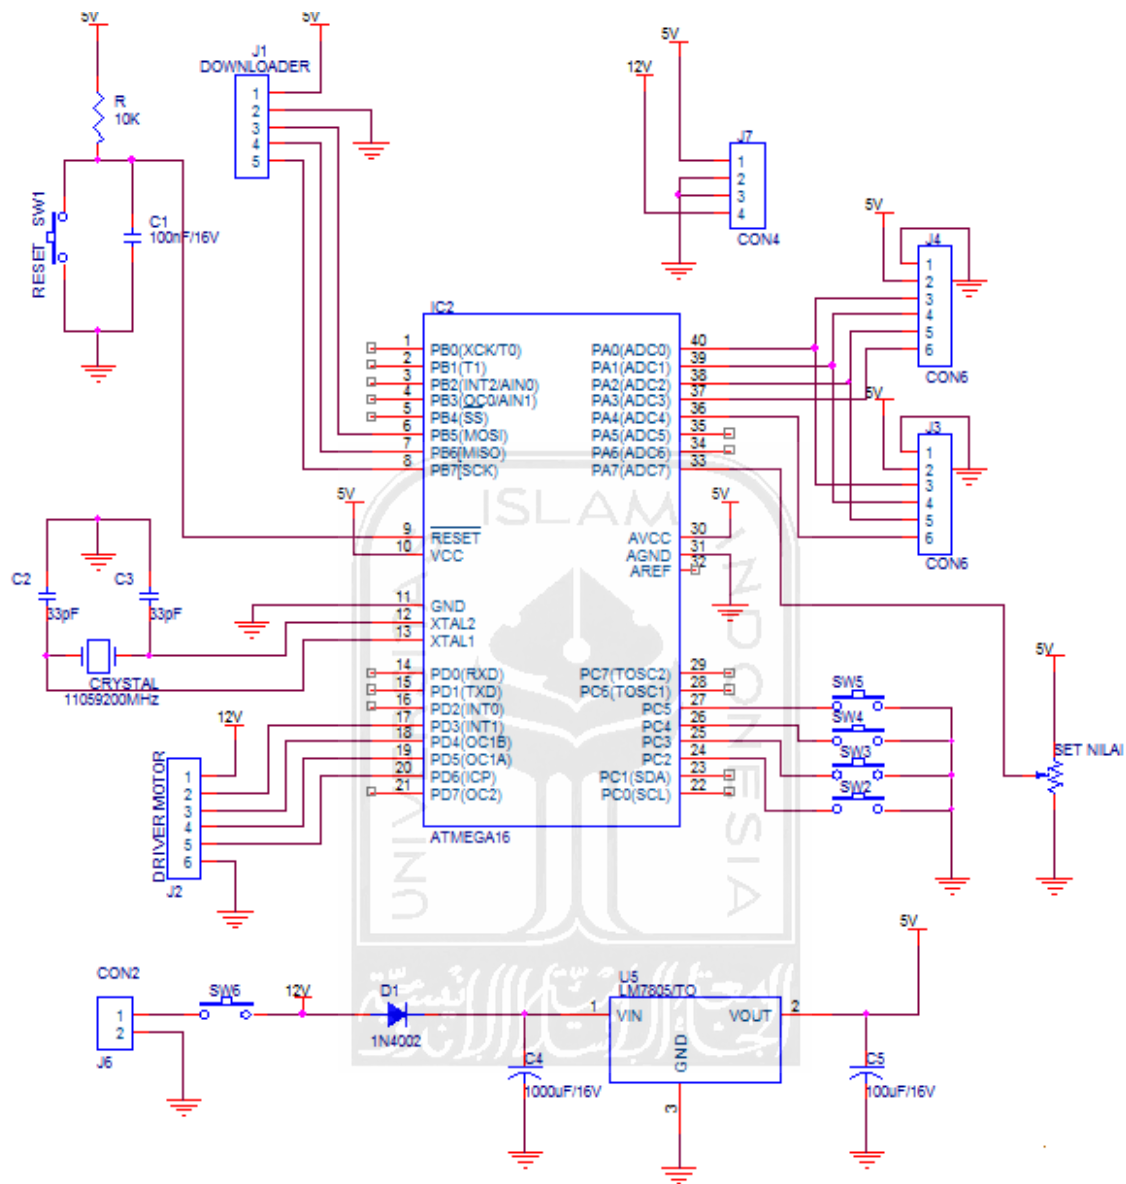 5V
5V
J1
DOWNLOADER
1
2
3
4
5
R
10K
RESET SW1
C1
100nF/16V
5V
12V
J7
1
2
3
4
CON4
5V
J4
1
2
3
4
5
6
CON6
5V
J3
1
2
3
4
5
6
CON6
IC2
1 PB0(XCK/T0)
2 PB1(T1)
3 PB2(INT2/AIN0)
4 PB3(OC0/AIN1)
5 PB4(SS)
6 PB5(MOSI)
7 PB6[MISO)
8 PB7[SCK)
9 RESET
10 VCC
11 GND
12 XTAL2
13 XTAL1
14 PD0(RXD)
15 PD1(TXD)
16 PD2(INT0)
17 PD3(INT1)
18 PD4(OC1B)
19 PD5(OC1A)
20 PD6(ICP)
21 PD7(OC2)
PA0(ADC0) 40
PA1(ADC1) 39
PA2(ADC2) 38
PA3(ADC3) 37
PA4(ADC4) 36
PA5(ADC5) 35
PA6(ADC6) 34
PA7(ADC7) 33
AVCC 30
AGND 31
AREF 32
PC7(TOSC2) 29
PC6(TOSC1) 28
PC5 27
PC4 26
PC3 25
PC2 24
PC1(SDA) 23
PC0(SCL) 22
ATMEGA16
5V
5V
C2
33pF
C3
33pF
CRYSTAL
11059200MHz
12V
DRIVER MOTOR
1
2
3
4
5
6
J2
SW5
SW4
SW3
SW2
5V
SET NILAI
ISLAM
INDONESIA
CON2
1
2
J6
SW6
12V
D1
1N4002
C4
1000uF/16V
U5
LM7805/TO
1 VIN
VOUT 2
GND
3
5V
C5
100uF/16V